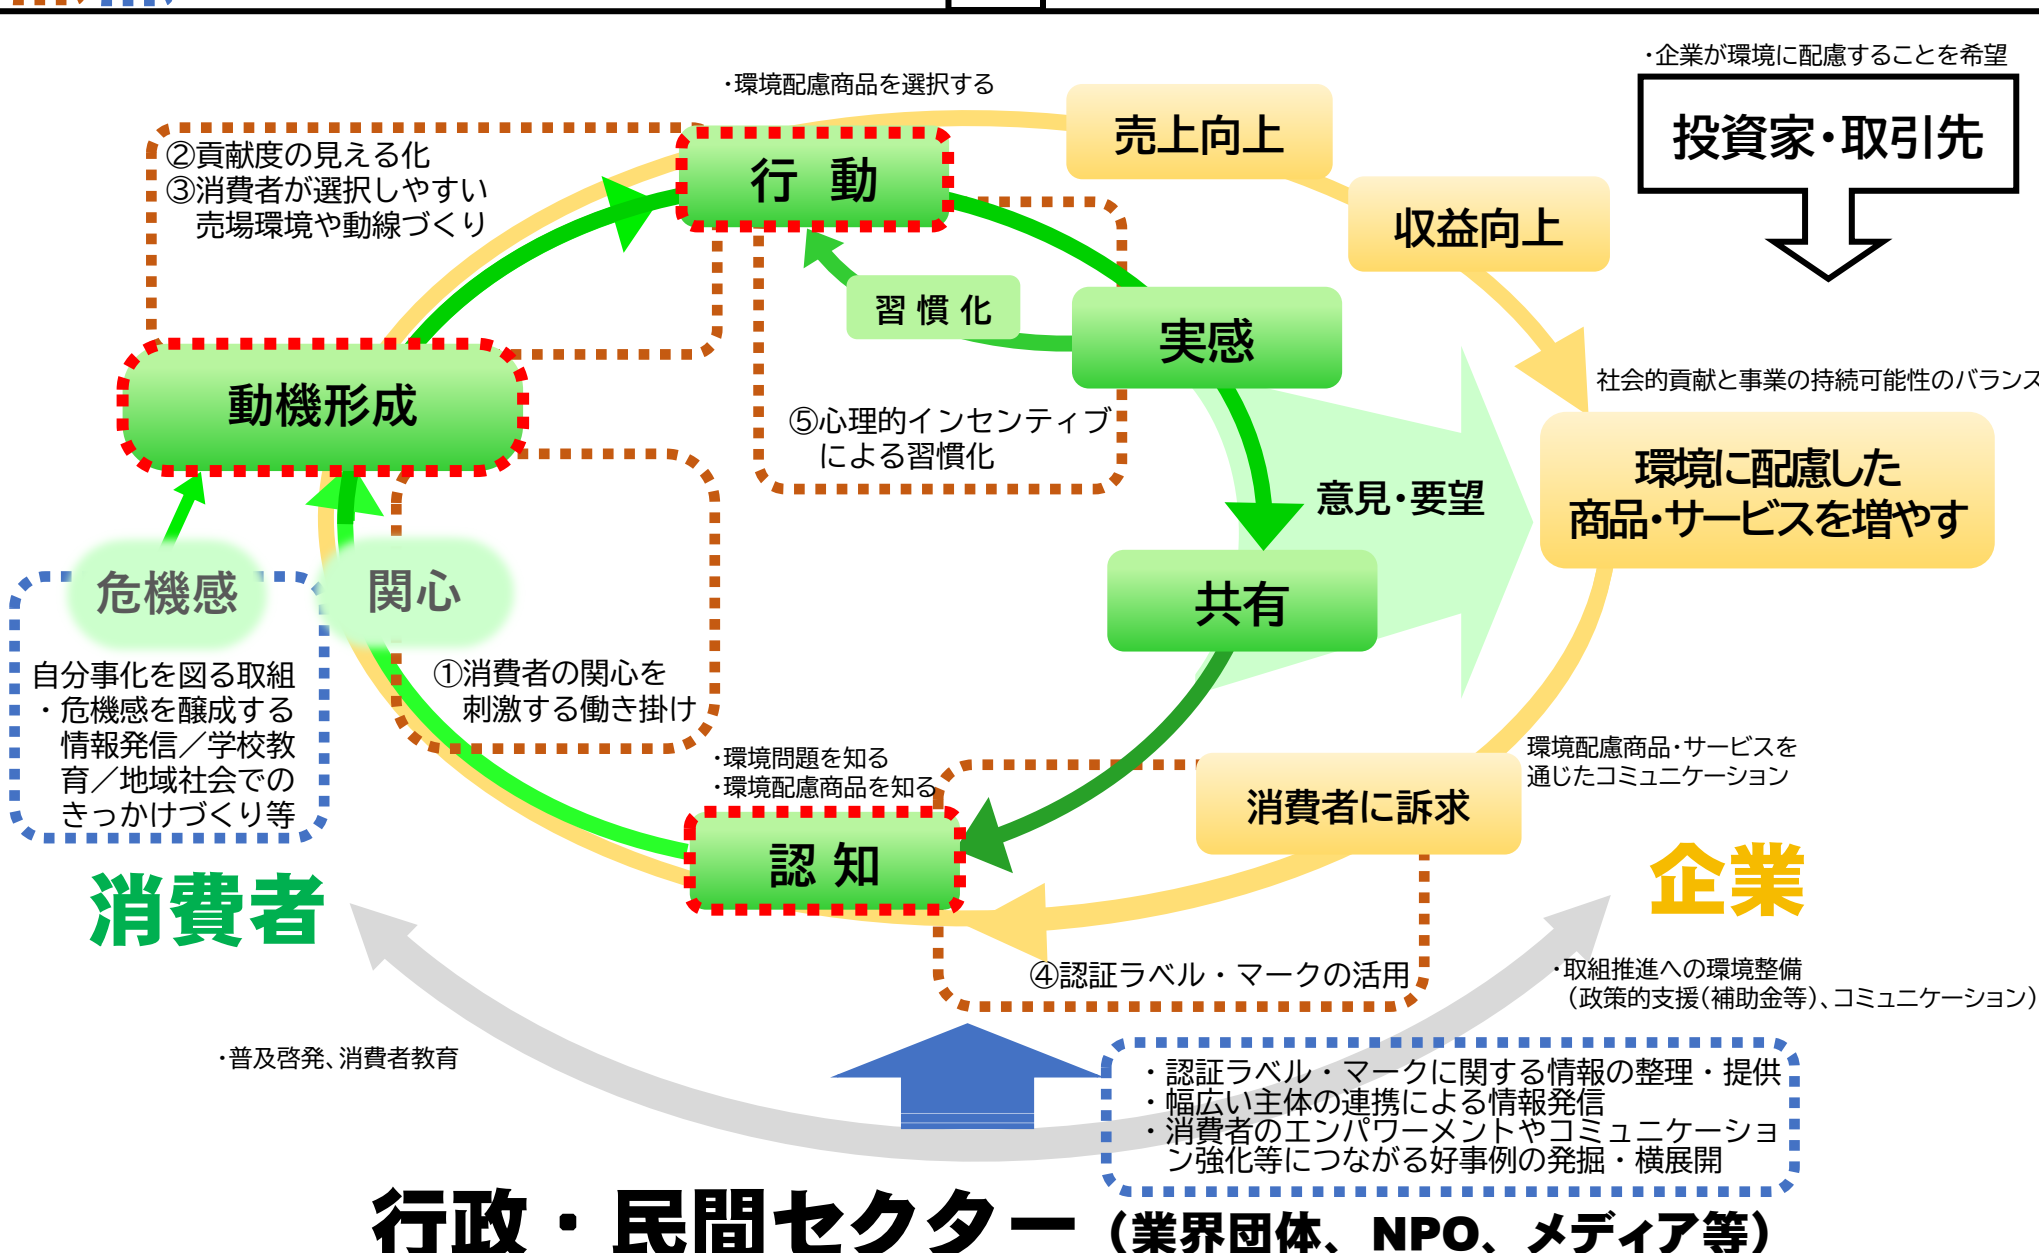 ・企業が環境に配慮することを希望
投資家・取引先
・環境配慮商品を選択する
売上向上
収益向上
②貢献度の見える化
③消費者が選択しやすい
売場環境や動線づくり
行 動
習 慣 化
実感
動機形成
⑤心理的インセンティブ
による習慣化
社会的貢献と事業の持続可能性のバランス
環境に配慮した
商品・サービスを増やす
意見・要望
共有
危機感
関心
自分事化を図る取組
・危機感を醸成する
情報発信／学校教
育／地域社会での
きっかけづくり等
①消費者の関心を
刺激する働き掛け
・環境問題を知る
・環境配慮商品を知る
認 知
消費者に訴求
環境配慮商品・サービスを
通じたコミュニケーション
消費者
企業
④認証ラベル・マークの活用
・取組推進への環境整備
（政策的支援（補助金等）、コミュニケーション）
・普及啓発、消費者教育
・認証ラベル・マークに関する情報の整理・提供
・幅広い主体の連携による情報発信
・消費者のエンパワーメントやコミュニケーショ
ン強化等につながる好事例の発掘・横展開
行政・民間セクター（業界団体、NPO、メディア等）